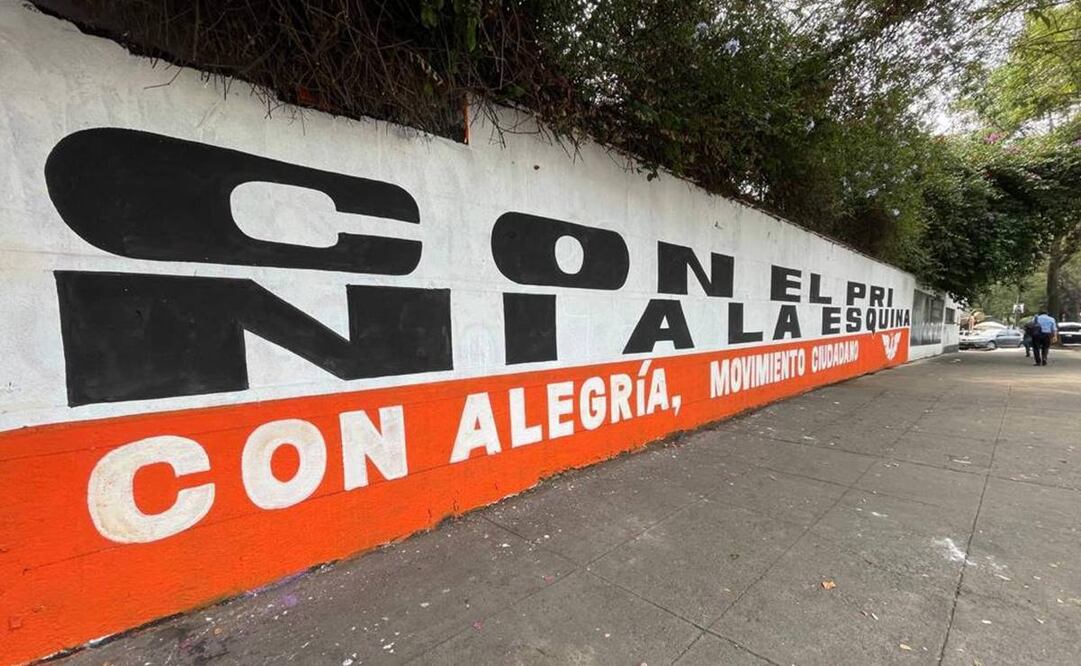 CON EL PRI
NI A LA ESQUINA
CON ALEGRÍA, MOVIMIENTO CIUDADANO